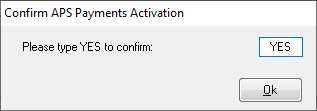 Confirm APS Payments Activation
Please type YES to confirm: YES
Ok